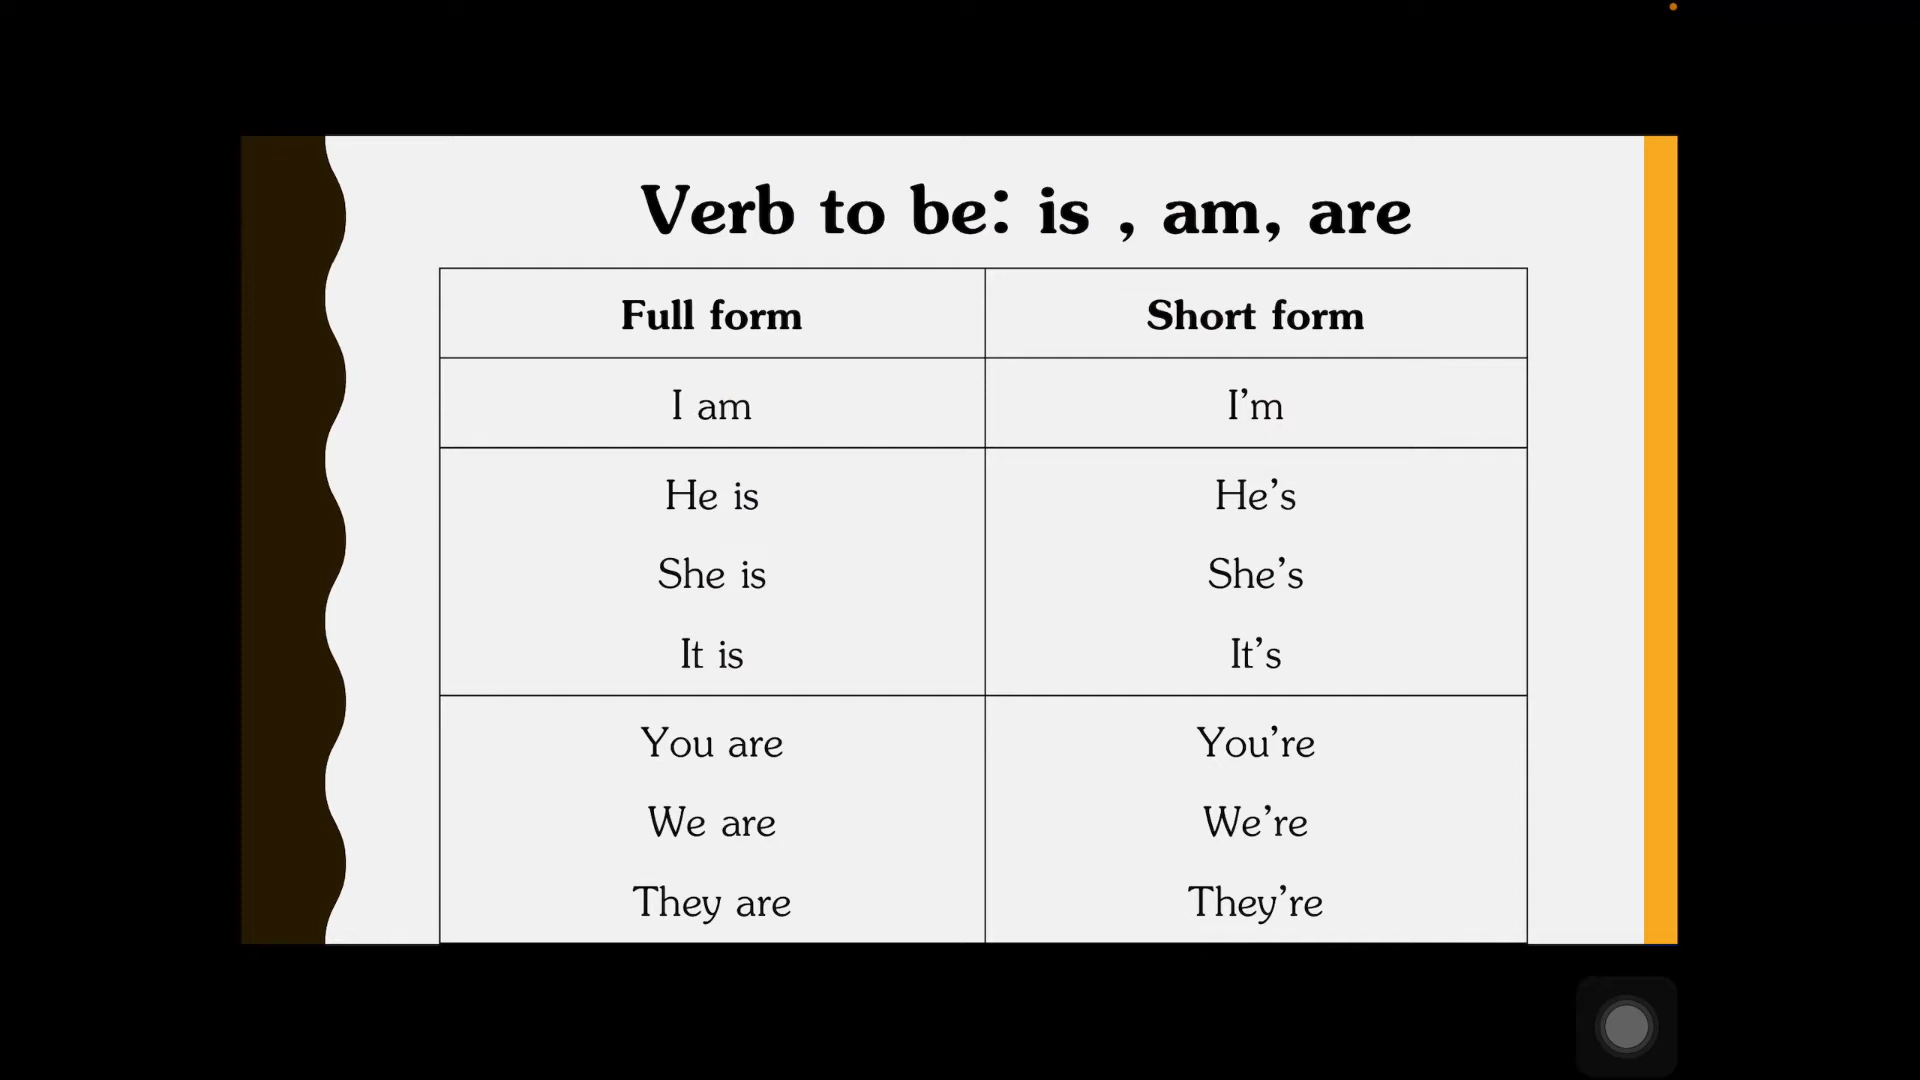 Verb to be: is , am, are
Full form Short form
I am I’m
He is He’s
She is She’s
It is It’s
You are You’re
We are We’re
They are They’re